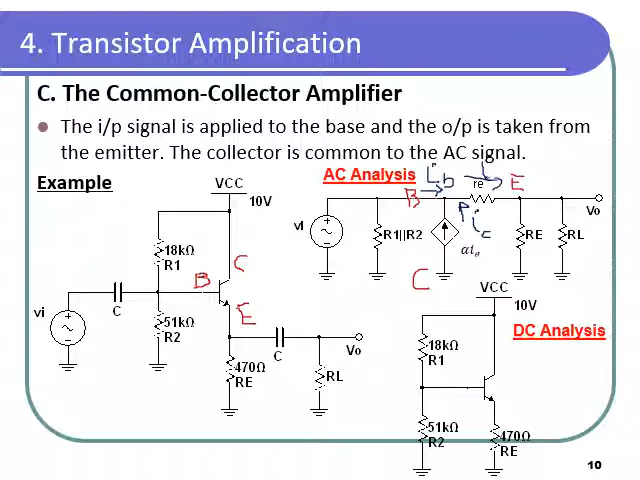 4. Transistor Amplification
C. The Common-Collector Amplifier
The i/p signal is applied to the base and the o/p is taken from
the emitter. The collector is common to the AC signal.
Example
VCC
10V
18kΩ
R1
C
B
E
vi
C
51kΩ
R2
C
Vo
470Ω
RE
RL
AC Analysis
ib
re
B
E
Vo
vi
R1||R2
ic
αie
RE
RL
C
VCC
10V
DC Analysis
18kΩ
R1
51kΩ
R2
470Ω
RE
10